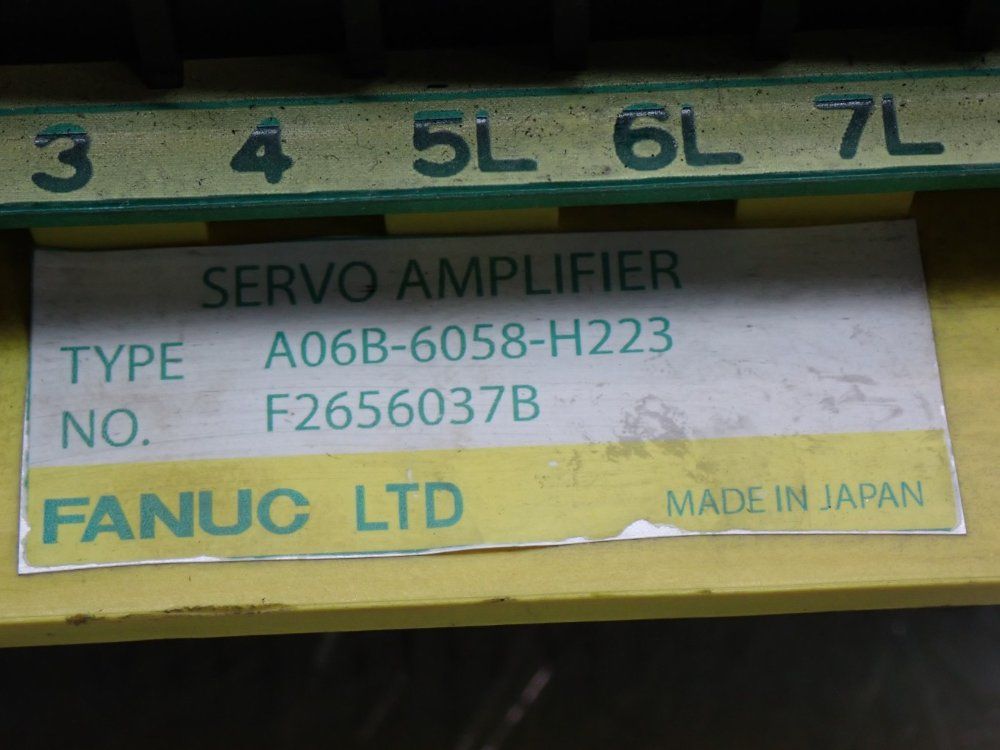 3 4 5L 6L 7L
SERVO AMPLIFIER
TYPE A06B-6058-H223
NO. F2656037B
FANUC LTD MADE IN JAPAN